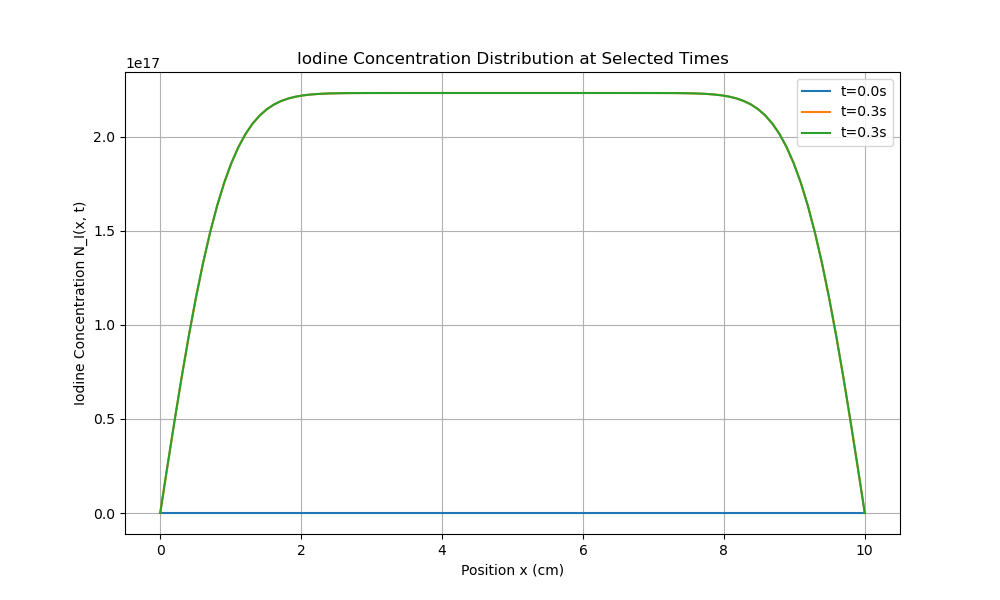 Iodine Concentration Distribution at Selected Times
1e17
t=0.0s
t=0.3s
t=0.3s
2.0
1.5
1.0
0.5
0.0
Iodine Concentration N_I(x, t)
0 2 4 6 8 10
Position x (cm)